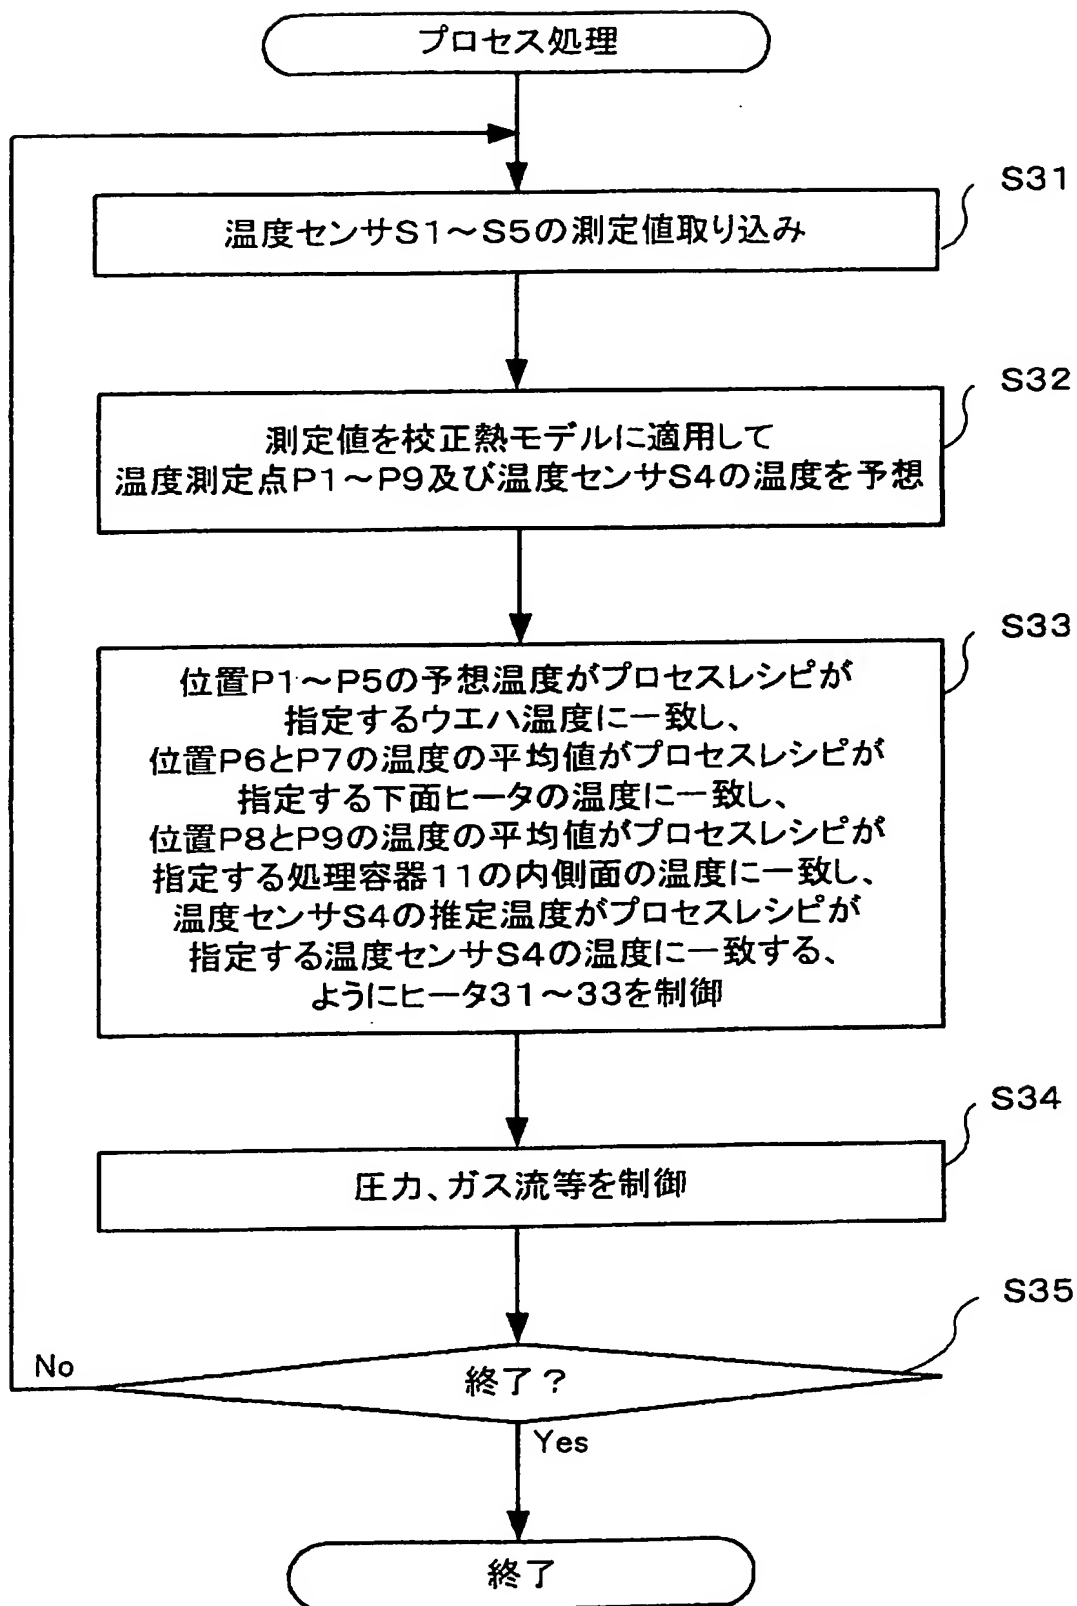 プロセス処理
S31
温度センサS1～S5の測定値取り込み
S32
測定値を校正熱モデルに適用して
温度測定点P1～P9及び温度センサS4の温度を予想
S33
位置P1～P5の予想温度がプロセスレシピが
指定するウエハ温度に一致し、
位置P6とP7の温度の平均値がプロセスレシピが
指定する下面ヒータの温度に一致し、
位置P8とP9の温度の平均値がプロセスレシピが
指定する処理容器11の内側面の温度に一致し、
温度センサS4の推定温度がプロセスレシピが
指定する温度センサS4の温度に一致する、
ようにヒータ31～33を制御
S34
圧力、ガス流等を制御
S35
No
終了？
Yes
終了